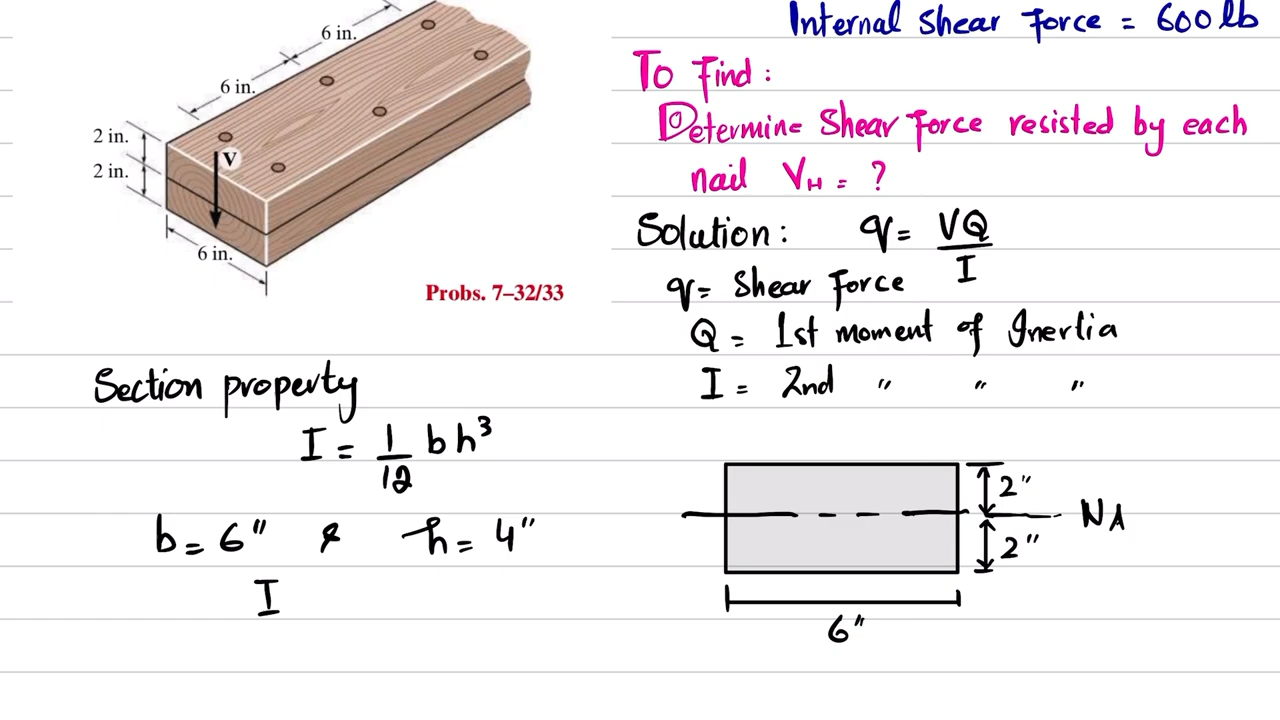 Internal Shear Force = 600 lb
To Find :
Determine Shear Force resisted by each
nail V_H = ?
Solution : q = VQ/I
q = Shear Force
Q = 1st moment of Inertia
I = 2nd " " "
6 in.
6 in.
2 in.
2 in.
V
6 in.
Probs. 7–32/33
Section property
I = 1/12 bh³
b = 6" & h = 4"
I
2"
NA
2"
6"